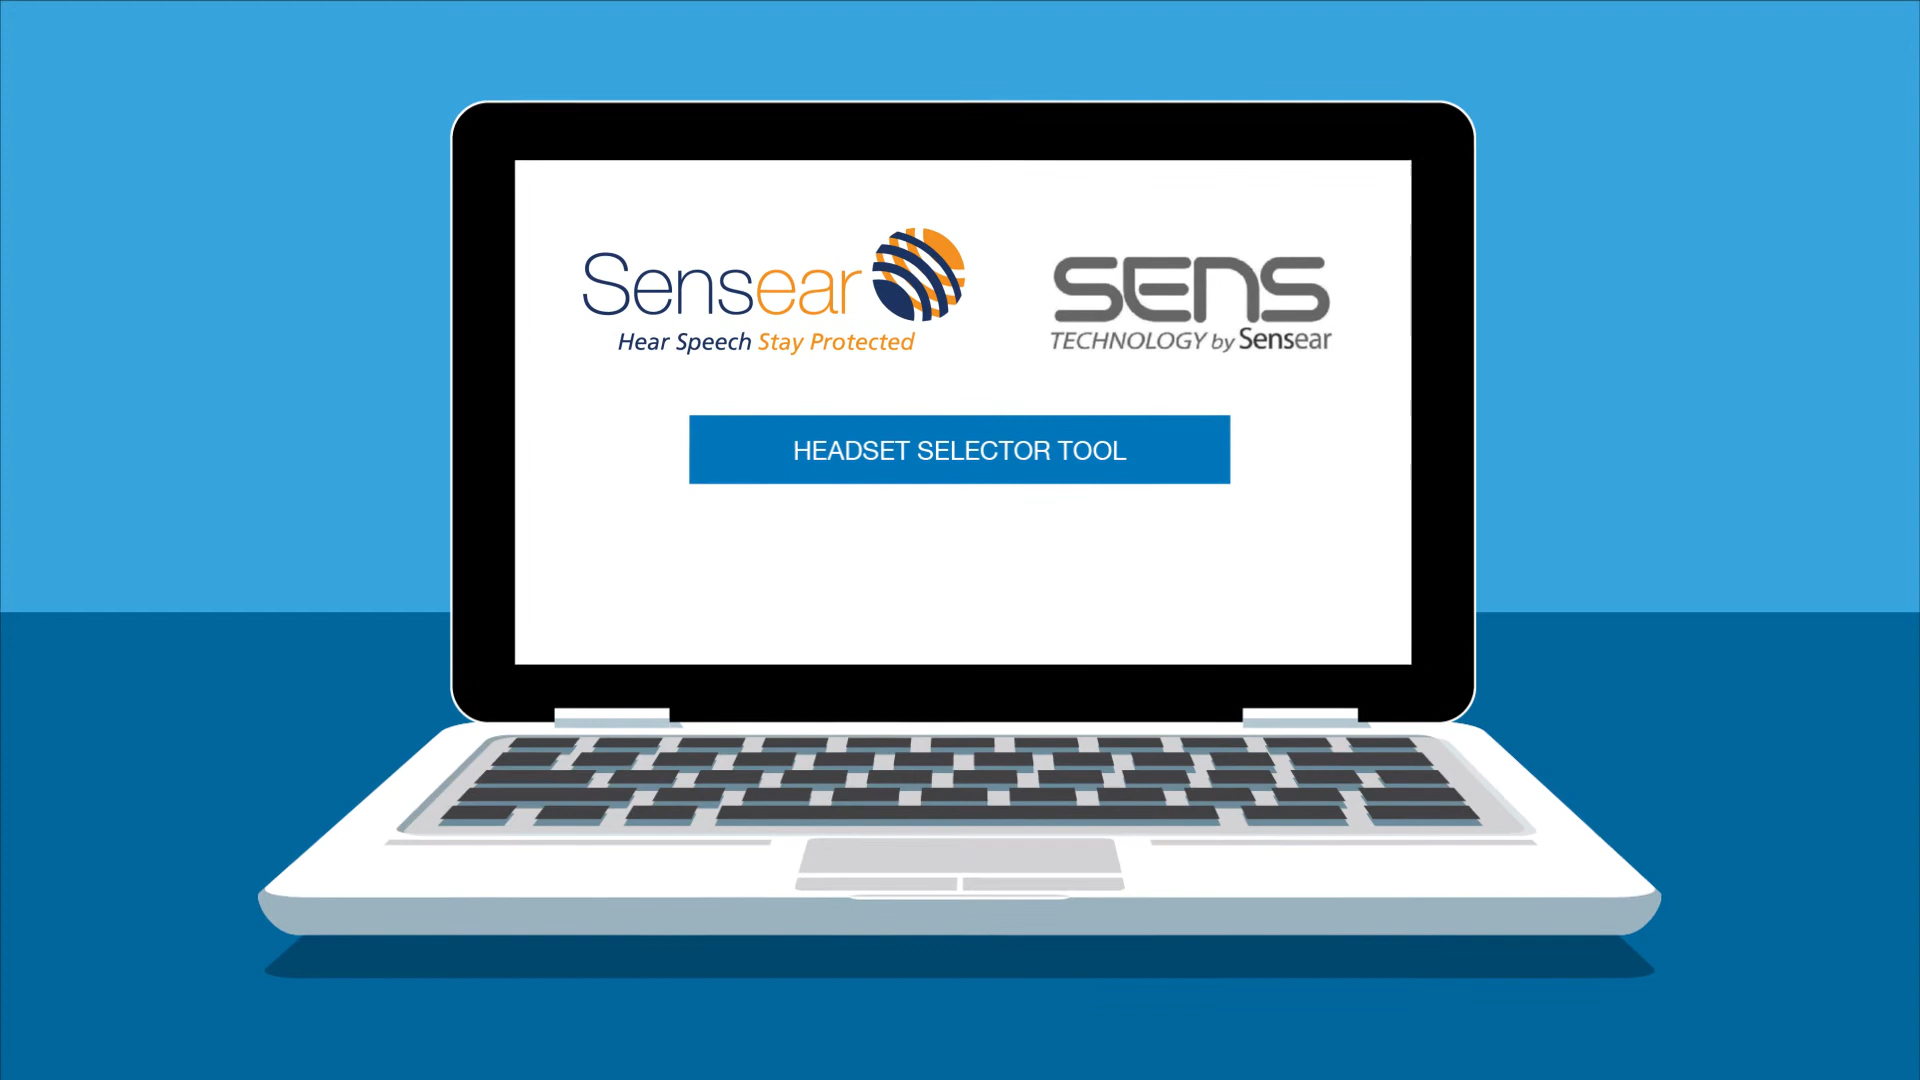 Sensear
Hear Speech Stay Protected
SENS
TECHNOLOGY by Sensear
HEADSET SELECTOR TOOL